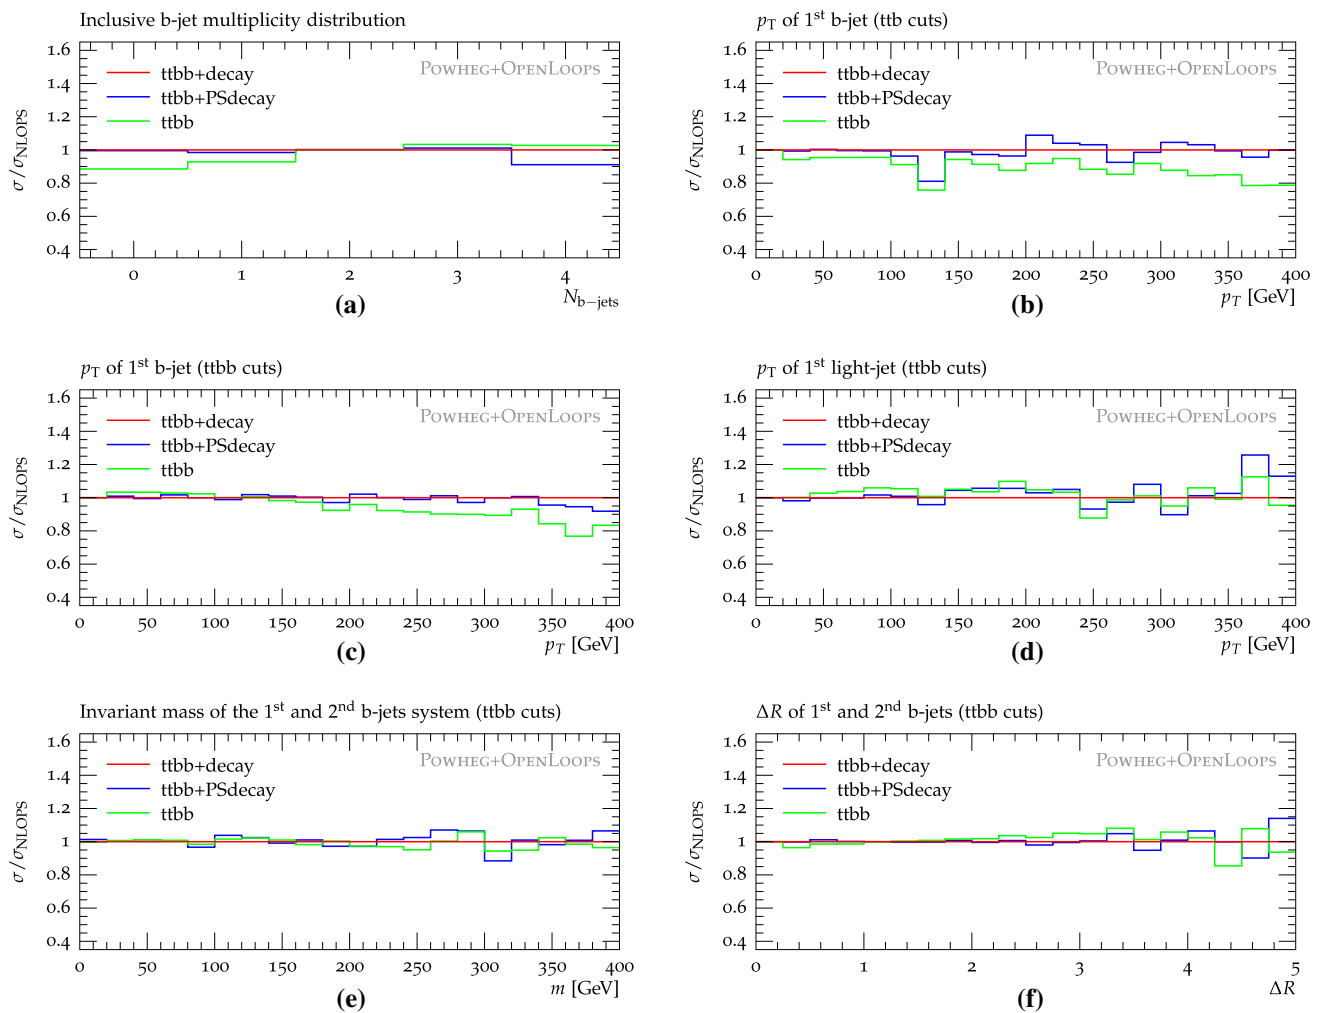 Inclusive b-jet multiplicity distribution
σ/σNLOPS
1.6
1.4
1.2
1
0.8
0.6
0.4
ttbb+decay
ttbb+PSdecay
ttbb
POWHEG+OPENLOOPS
0 1 2 3 4
Nb−jets
(a)
pT of 1st b-jet (ttb cuts)
σ/σNLOPS
1.6
1.4
1.2
1
0.8
0.6
0.4
ttbb+decay
ttbb+PSdecay
ttbb
POWHEG+OPENLOOPS
0 50 100 150 200 250 300 350 400
pT [GeV]
(b)
pT of 1st b-jet (ttbb cuts)
σ/σNLOPS
1.6
1.4
1.2
1
0.8
0.6
0.4
ttbb+decay
ttbb+PSdecay
ttbb
POWHEG+OPENLOOPS
0 50 100 150 200 250 300 350 400
pT [GeV]
(c)
pT of 1st light-jet (ttbb cuts)
σ/σNLOPS
1.6
1.4
1.2
1
0.8
0.6
0.4
ttbb+decay
ttbb+PSdecay
ttbb
POWHEG+OPENLOOPS
0 50 100 150 200 250 300 350 400
pT [GeV]
(d)
Invariant mass of the 1st and 2nd b-jets system (ttbb cuts)
σ/σNLOPS
1.6
1.4
1.2
1
0.8
0.6
0.4
ttbb+decay
ttbb+PSdecay
ttbb
POWHEG+OPENLOOPS
0 50 100 150 200 250 300 350 400
m [GeV]
(e)
ΔR of 1st and 2nd b-jets (ttbb cuts)
σ/σNLOPS
1.6
1.4
1.2
1
0.8
0.6
0.4
ttbb+decay
ttbb+PSdecay
ttbb
POWHEG+OPENLOOPS
0 1 2 3 4 5
ΔR
(f)